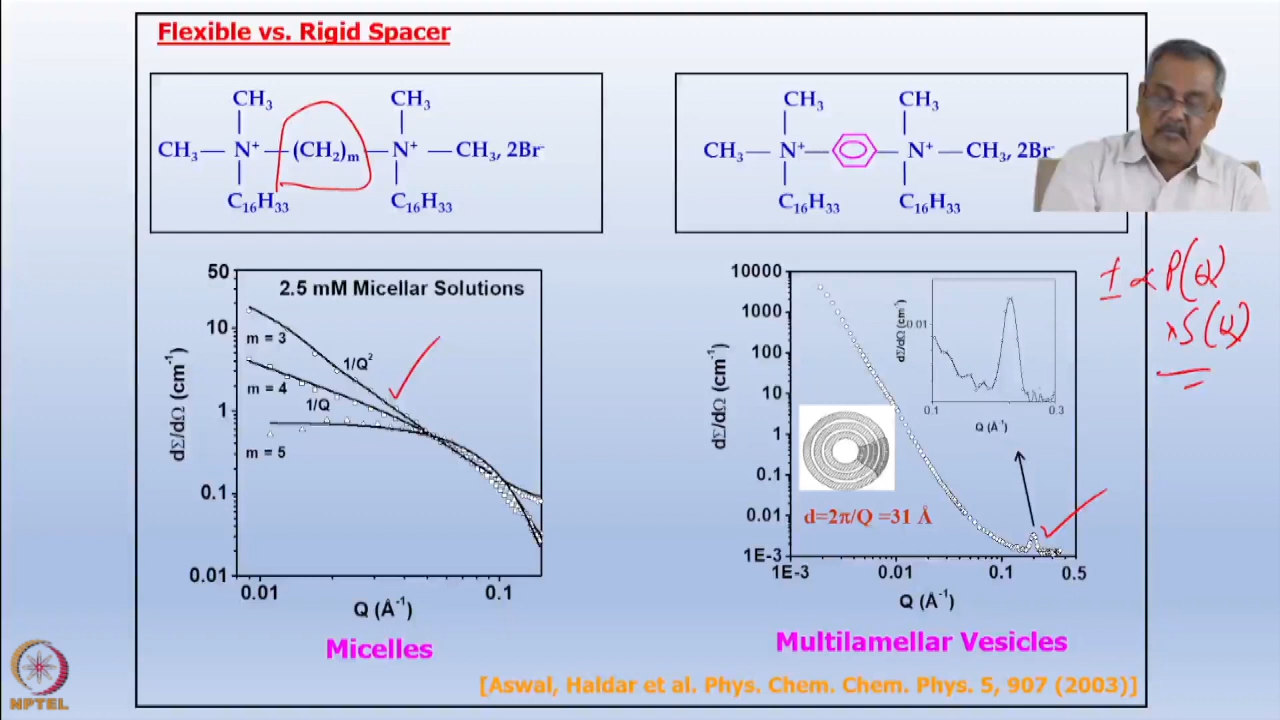 Flexible vs. Rigid Spacer
CH3 CH3
CH3 — N+ — (CH2)m — N+ — CH3, 2Br-
C16H33 C16H33
CH3 CH3
CH3 — N+ — N+ — CH3, 2Br-
C16H33 C16H33
2.5 mM Micellar Solutions
50
10
1
0.1
0.01
dΣ/dΩ (cm-1)
m = 3
1/Q2
m = 4
1/Q
m = 5
0.01 0.1
Q (Å-1)
Micelles
10000
1000
100
10
1
0.1
0.01
1E-3
dΣ/dΩ (cm-1)
dΣ/dΩ (cm-1)
0.01
0.1 0.3
Q (Å-1)
d=2π/Q =31 Å
1E-3 0.01 0.1 0.5
Q (Å-1)
Multilamellar Vesicles
∝ P(Q)
× S(Q)
[Aswal, Haldar et al. Phys. Chem. Chem. Phys. 5, 907 (2003)]
NPTEL